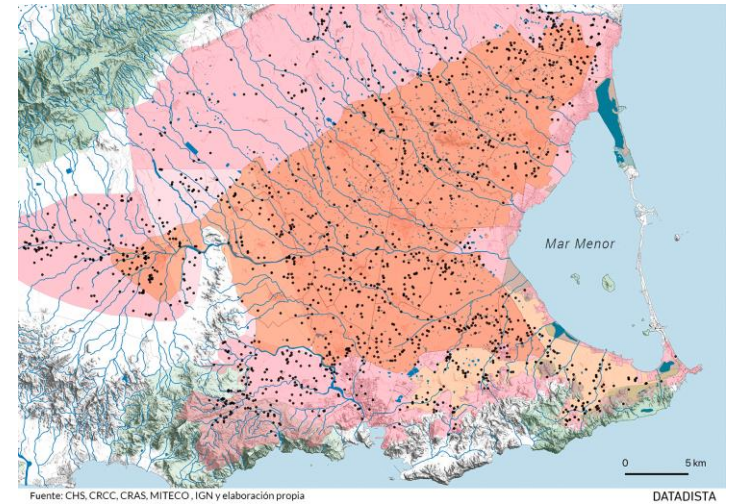 Mar Menor
0 5 km
Fuente: CHS, CRCC, CRAS, MITECO , IGN y elaboración propia
DATADISTA